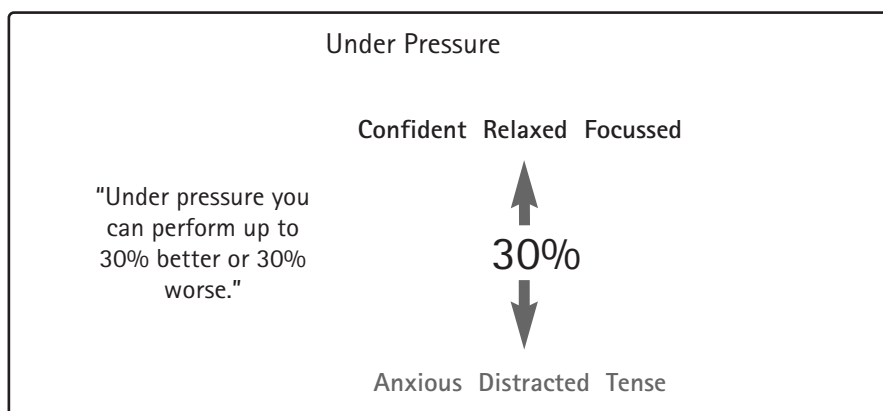 Under Pressure
Confident Relaxed Focussed
"Under pressure you
can perform up to
30% better or 30%
worse."
30%
Anxious Distracted Tense